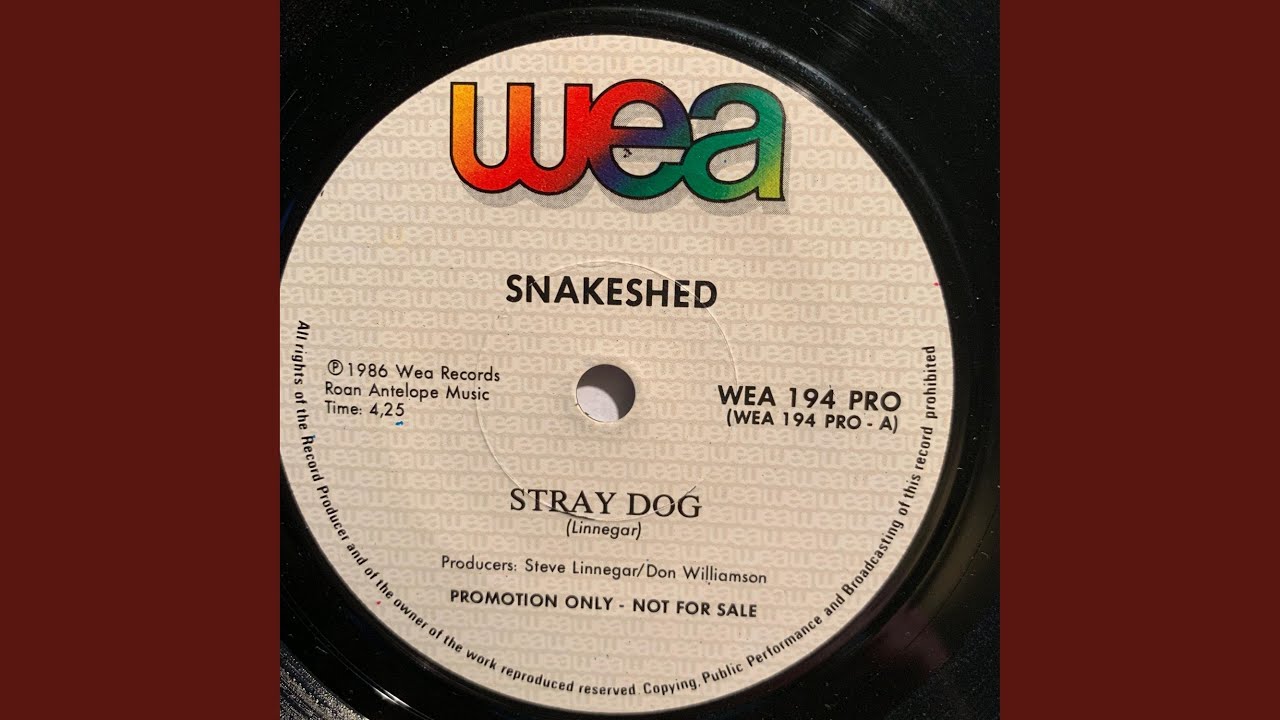 wea
SNAKESHED
℗1986 Wea Records
Roan Antelope Music
Time: 4,25
WEA 194 PRO
(WEA 194 PRO - A)
STRAY DOG
(Linnegar)
Producers: Steve Linnegar/Don Williamson
PROMOTION ONLY - NOT FOR SALE
All rights of the Record Producer and of the owner of the work reproduced reserved. Copying, Public Performance and Broadcasting of this record prohibited